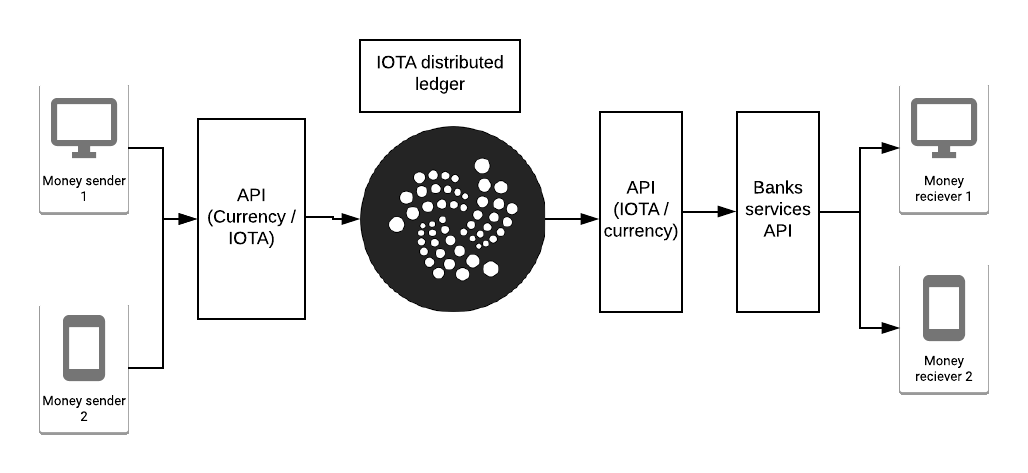 IOTA distributed
ledger
Money sender
1
Money sender
2
API
(Currency /
IOTA)
API
(IOTA /
currency)
Banks
services
API
Money
reciever 1
Money
reciever 2